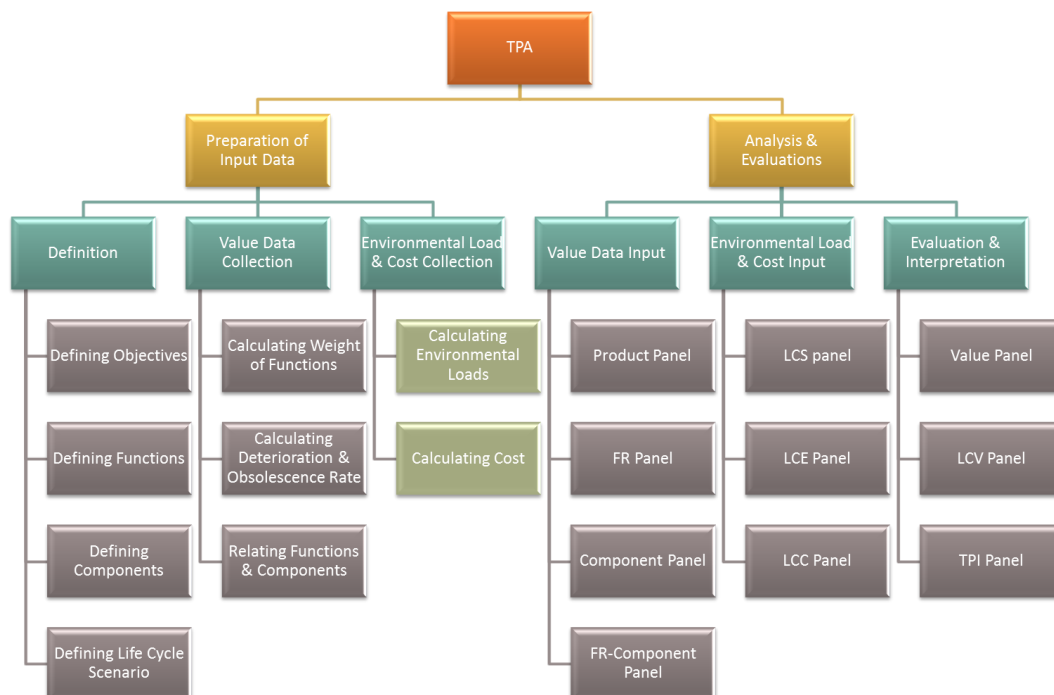 TPA
Preparation of
Input Data
Analysis &
Evaluations
Definition
Value Data
Collection
Environmental Load
& Cost Collection
Value Data Input
Environmental Load
& Cost Input
Evaluation &
Interpretation
Defining Objectives
Calculating Weight
of Functions
Calculating
Environmental
Loads
Product Panel
LCS panel
Value Panel
Defining Functions
Calculating
Deterioration &
Obsolescence Rate
Calculating Cost
FR Panel
LCE Panel
LCV Panel
Defining
Components
Relating Functions
& Components
Component Panel
LCC Panel
TPI Panel
Defining Life Cycle
Scenario
FR-Component
Panel